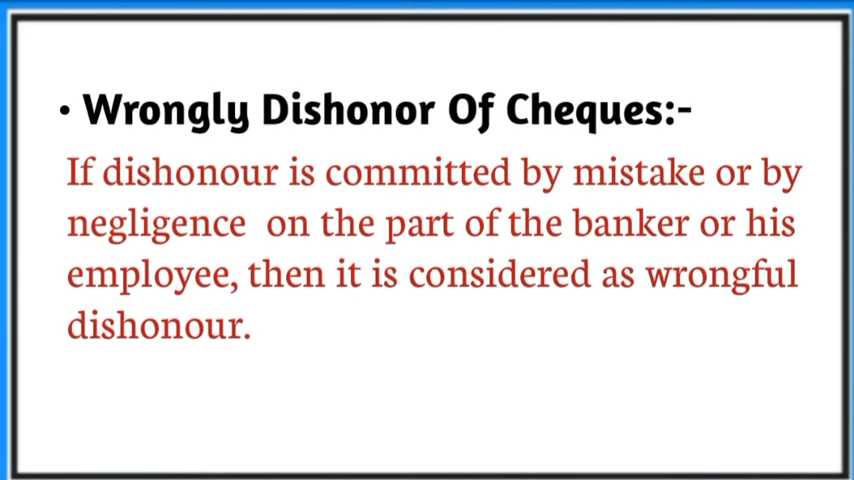 • Wrongly Dishonor Of Cheques:-
If dishonour is committed by mistake or by
negligence on the part of the banker or his
employee, then it is considered as wrongful
dishonour.